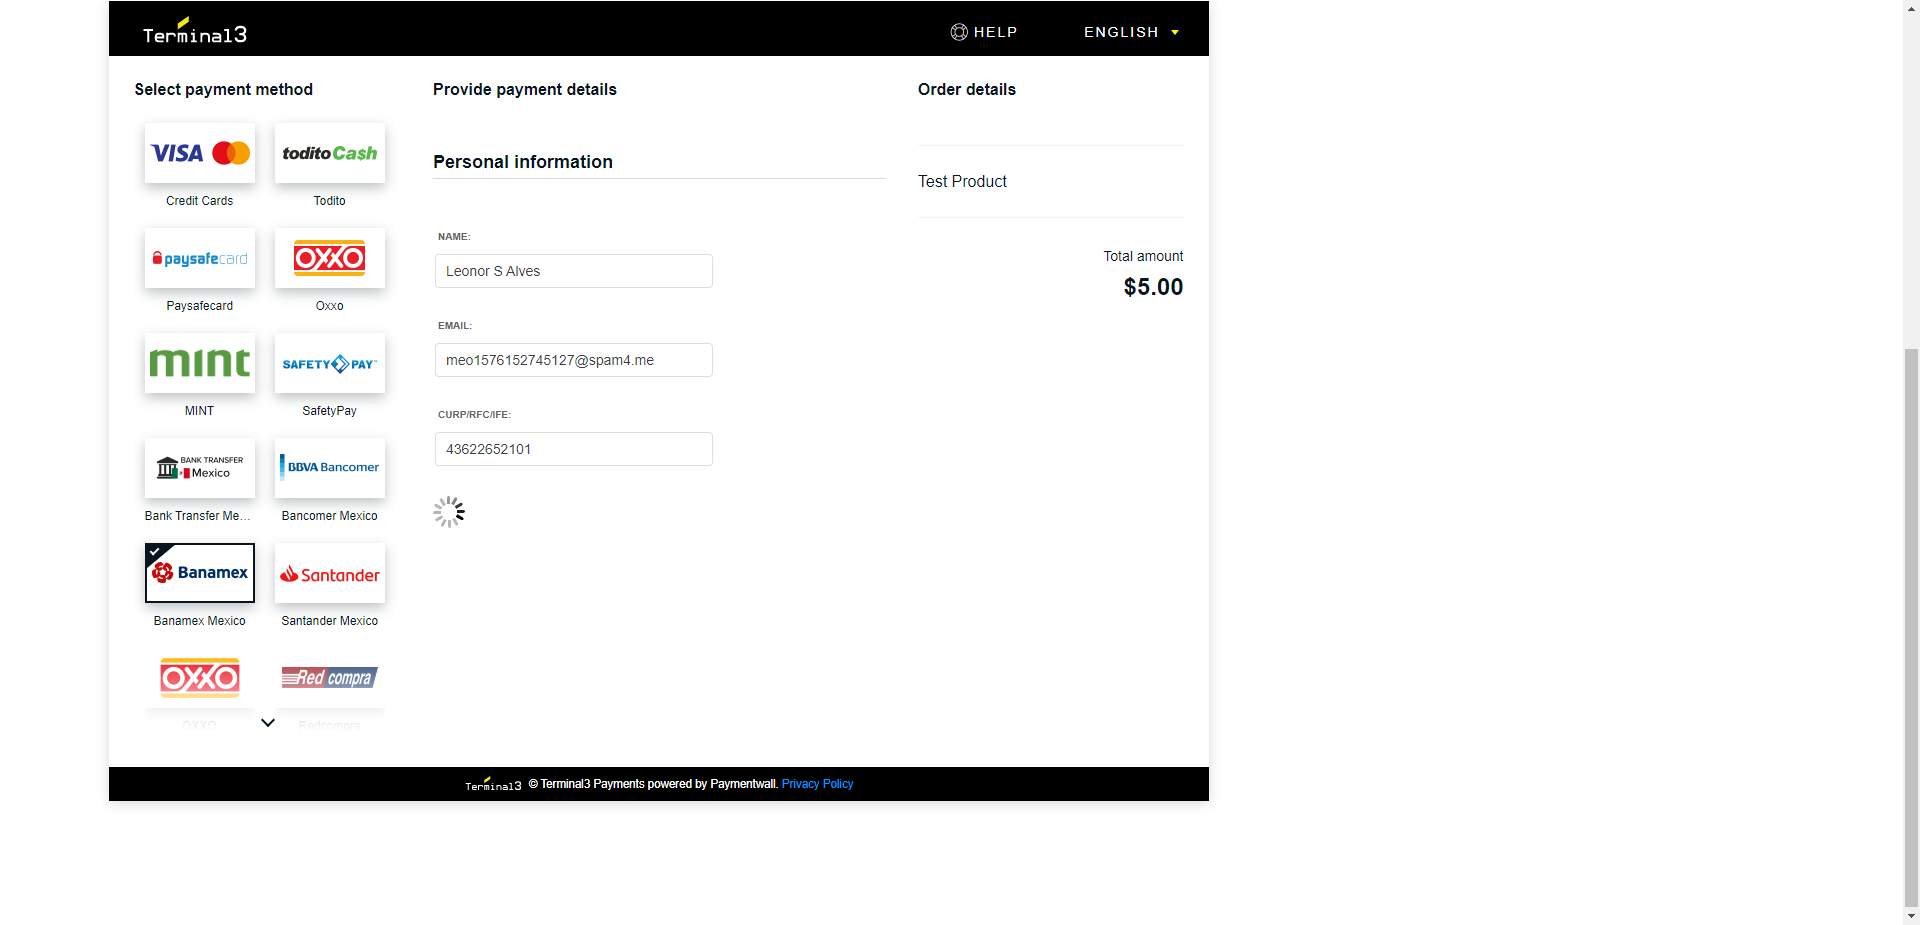 Terminal3
HELP
ENGLISH
Select payment method
VISA
toditoCash
Credit Cards
Todito
paysafecard
OXXO
Paysafecard
Oxxo
mint
SAFETY PAY
MINT
SafetyPay
BANK TRANSFER
Mexico
BBVA Bancomer
Bank Transfer Me...
Bancomer Mexico
Banamex
Santander
Banamex Mexico
Santander Mexico
OXXO
Red compra
OXXO
Redcompra
Provide payment details
Personal information
NAME:
Leonor S Alves
EMAIL:
meo1576152745127@spam4.me
CURP/RFC/IFE:
43622652101
Order details
Test Product
Total amount
$5.00
Terminal3 © Terminal3 Payments powered by Paymentwall. Privacy Policy